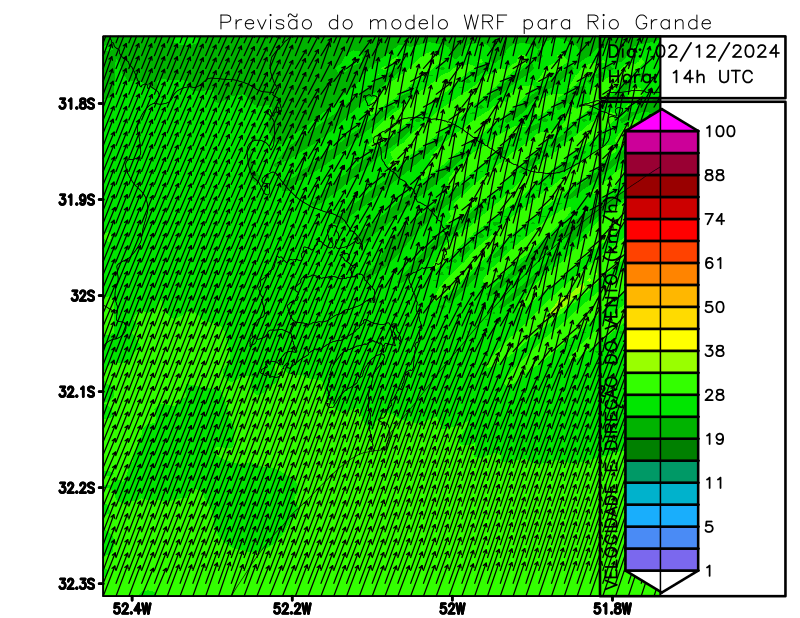 Previsão do modelo WRF para Rio Grande
Dia: 02/12/2024
Hora: 14h UTC
31.8S
31.9S
32S
32.1S
32.2S
32.3S
52.4W
52.2W
52W
51.8W
VELOCIDADE E DIREÇÃO DO VENTO (km/h)
100
88
74
61
50
38
28
19
11
5
1